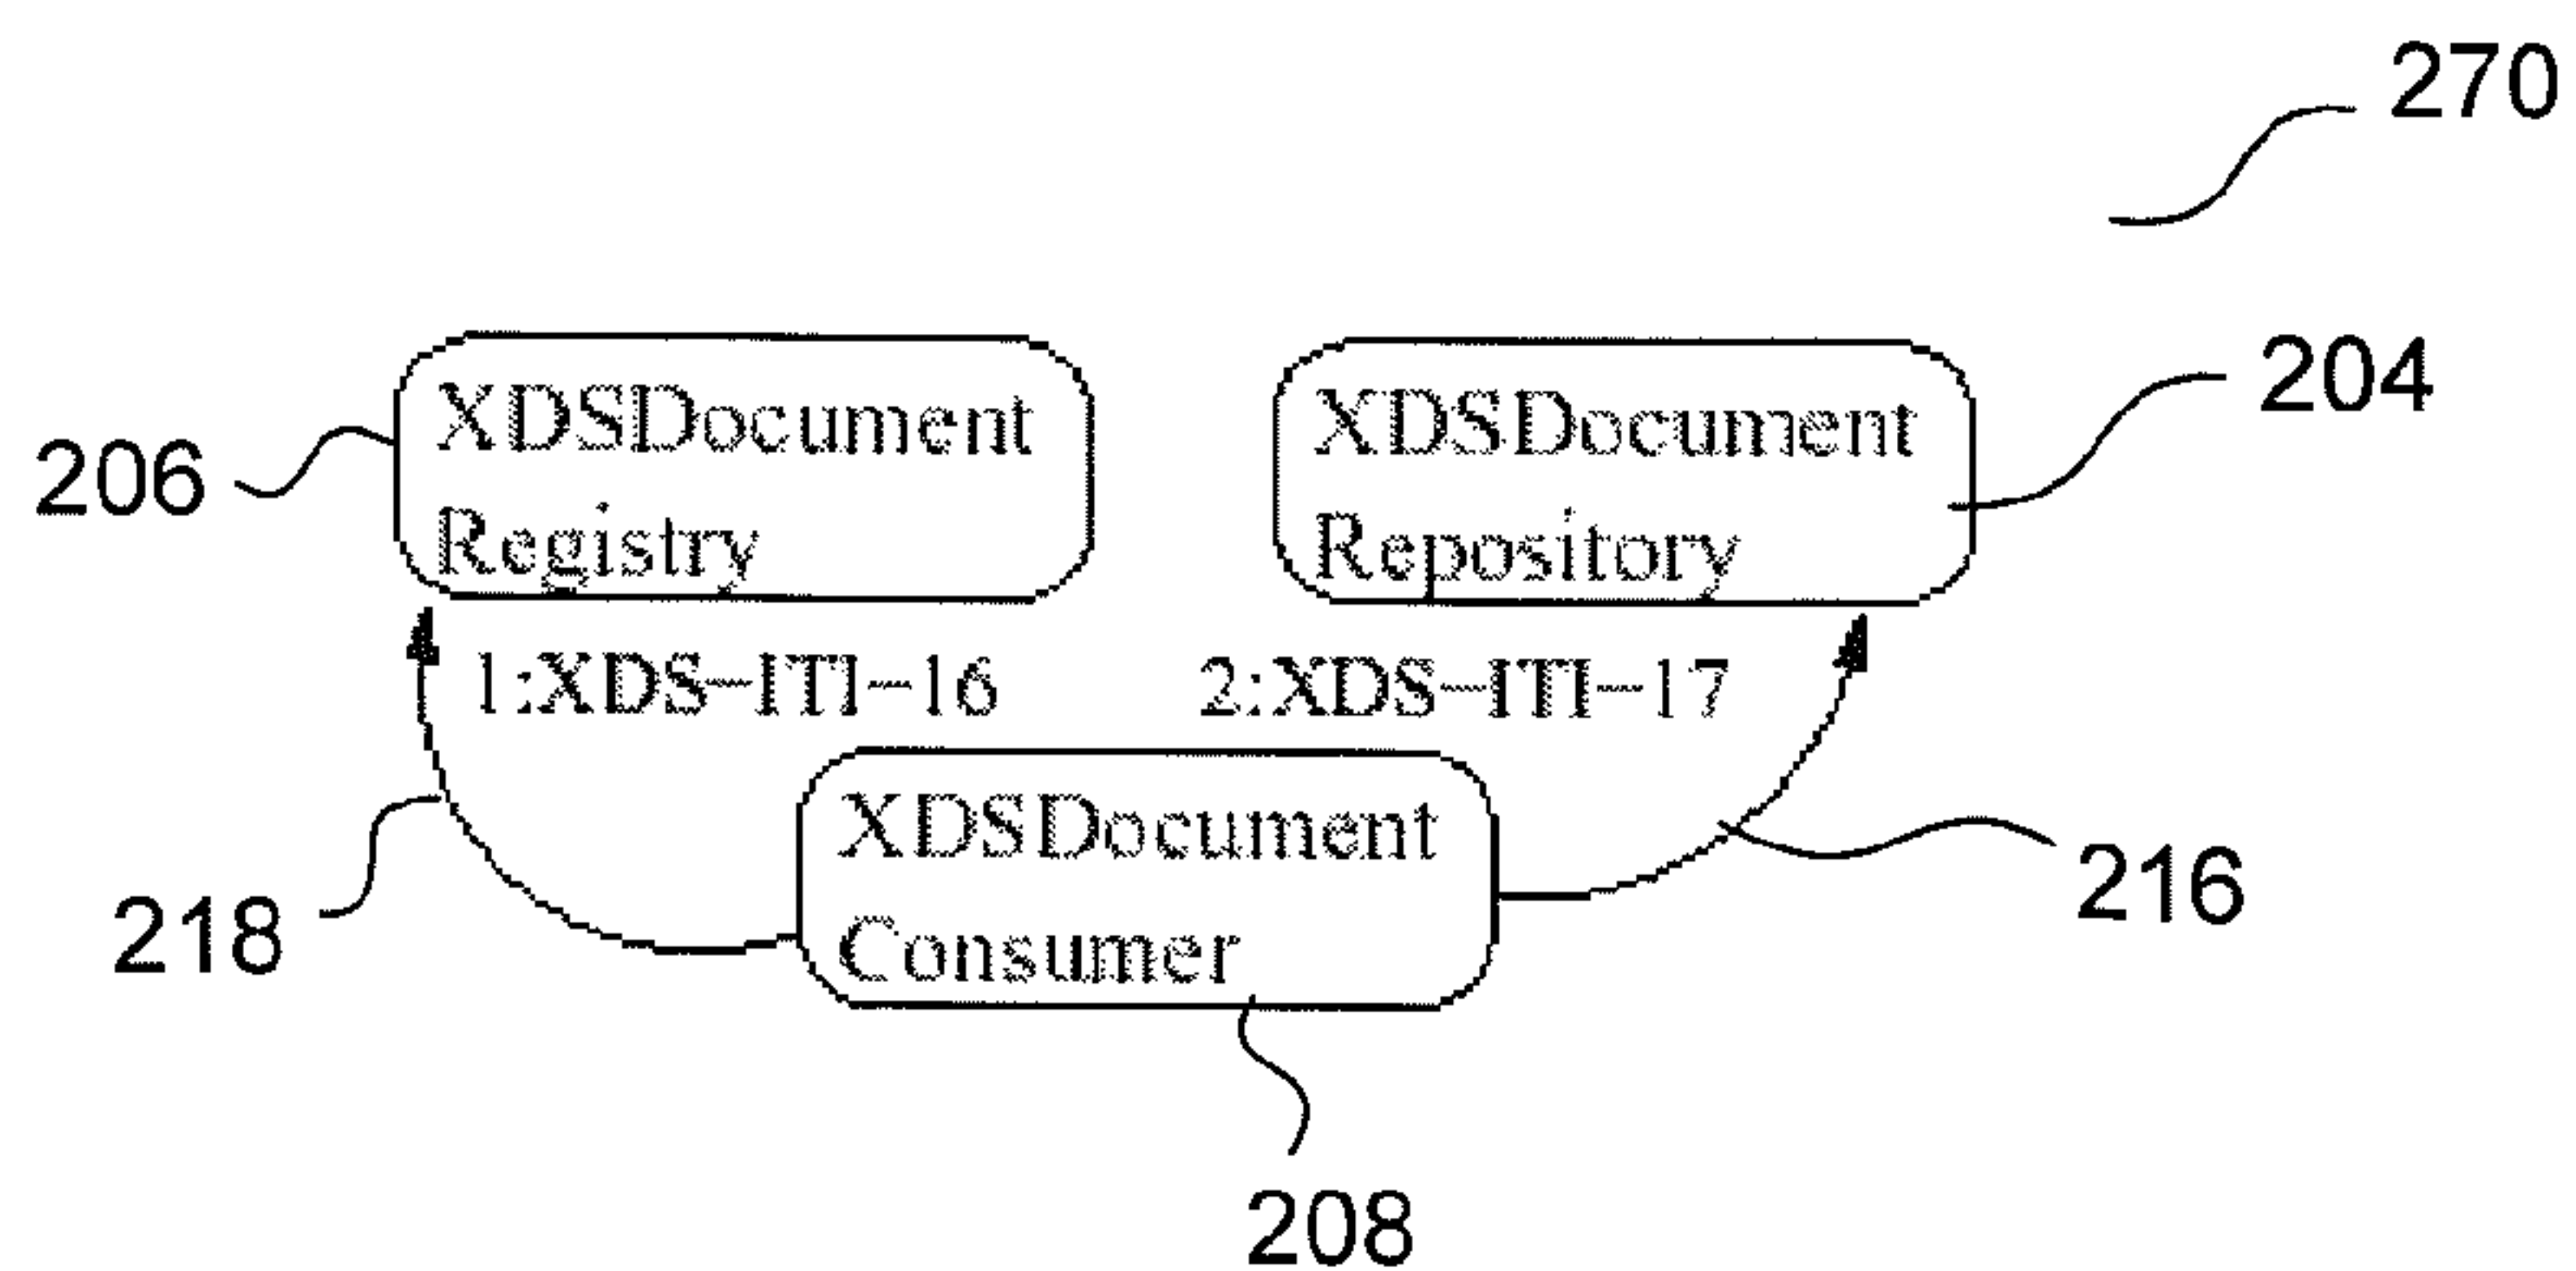 270
204
206
XDSDocument
Registry
XDSDocument
Repository
1:XDS-ITI-16
2:XDS-ITI-17
XDSDocument
Consumer
218
216
208